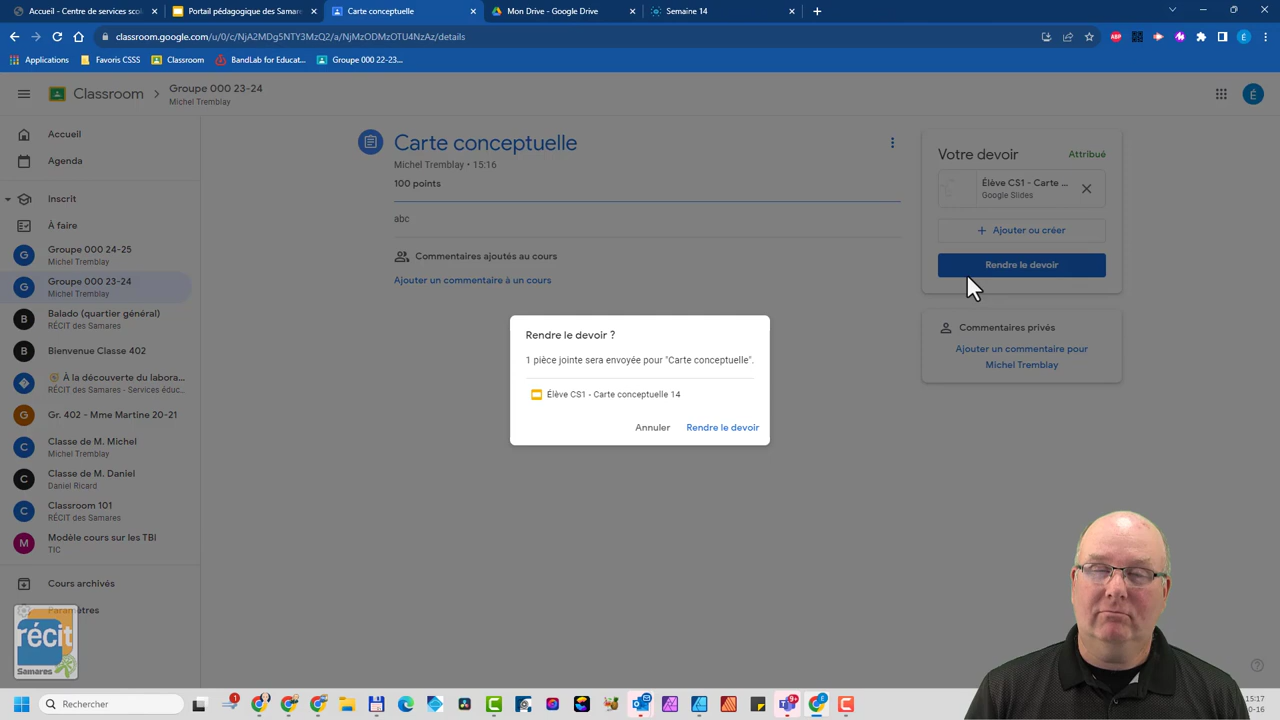 Accueil - Centre de services sco
Portail pédagogique des Samare
Carte conceptuelle
Mon Drive - Google Drive
Semaine 14
classroom.google.com/u/0/c/NjA2MDg5NTY3MzQ2/a/NjMzODMzOTU4NzAz/details
Applications
Favoris CSSS
Classroom
BandLab for Educat...
Groupe 000 22-23...
Classroom
Groupe 000 23-24
Michel Tremblay
É
Accueil
Agenda
Inscrit
À faire
G
Groupe 000 24-25
Michel Tremblay
G
Groupe 000 23-24
Michel Tremblay
B
Balado (quartier général)
RÉCIT des Samares
B
Bienvenue Classe 402
À la découverte du labora...
RÉCIT des Samares - Services éduc...
G
Gr. 402 - Mme Martine 20-21
C
Classe de M. Michel
Michel Tremblay
C
Classe de M. Daniel
Daniel Ricard
C
Classroom 101
RÉCIT des Samares
M
Modèle cours sur les TBI
TIC
Cours archivés
Paramètres
récit
Samares
Carte conceptuelle
Michel Tremblay • 15:16
100 points
abc
Commentaires ajoutés au cours
Ajouter un commentaire à un cours
Votre devoir
Attribué
Élève CS1 - Carte ...
Google Slides
+ Ajouter ou créer
Rendre le devoir
Commentaires privés
Ajouter un commentaire pour
Michel Tremblay
Rendre le devoir ?
1 pièce jointe sera envoyée pour "Carte conceptuelle".
Élève CS1 - Carte conceptuelle 14
Annuler
Rendre le devoir
Rechercher
15:17
10-16